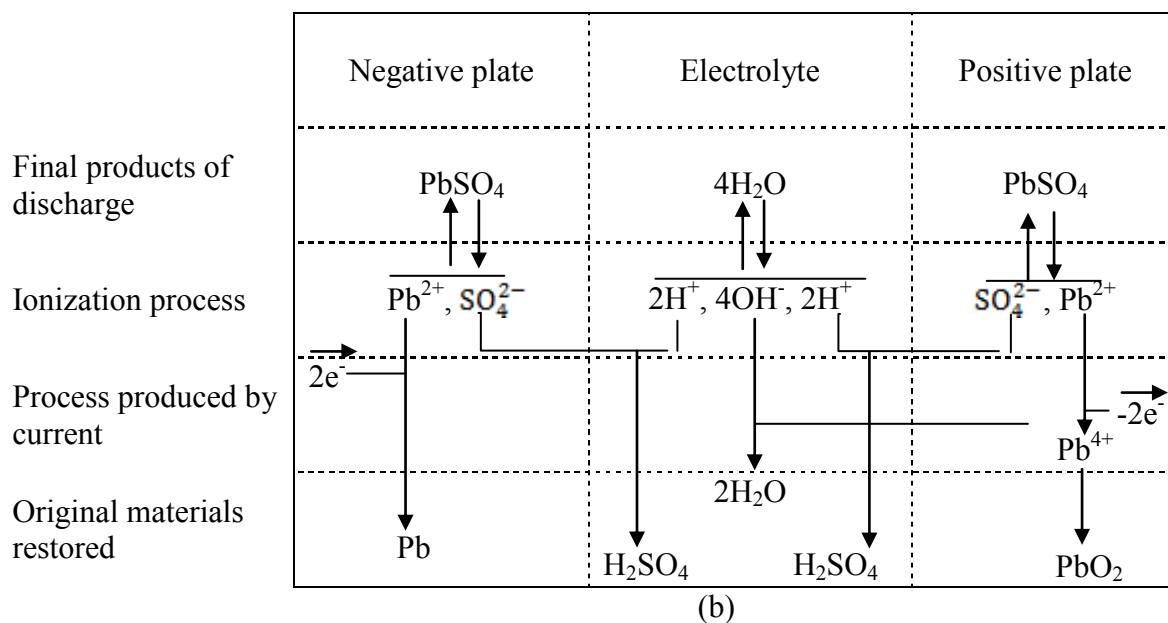 Negative plate Electrolyte Positive plate
Final products of
discharge
PbSO₄ 4H₂O PbSO₄
Ionization process
Pb²⁺, SO₄²⁻ 2H⁺, 4OH⁻, 2H⁺ SO₄²⁻, Pb²⁺
2e⁻
Process produced by
current
-2e⁻
Pb⁴⁺
2H₂O
Original materials
restored
Pb H₂SO₄ H₂SO₄ PbO₂
(b)